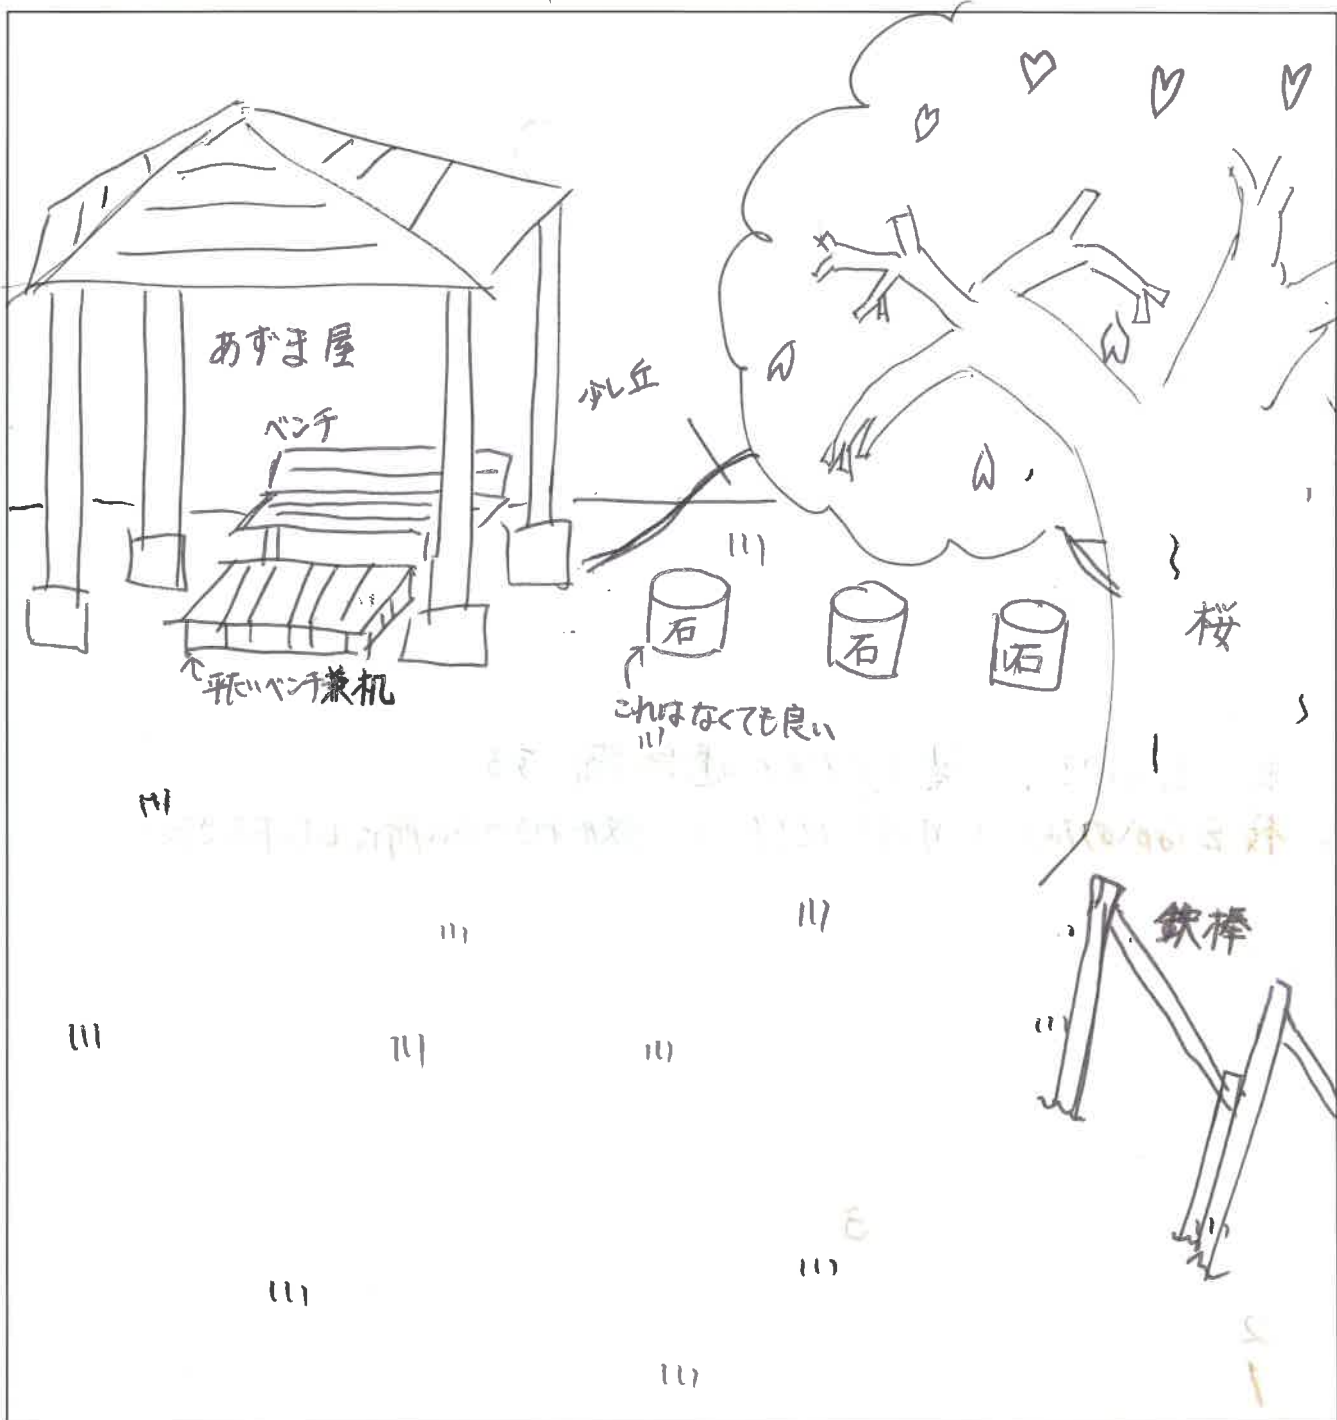 あずま屋
ベンチ
少し丘
石
石
石
桜
↑平たいベンチ兼机
これはなくても良い
鉄棒